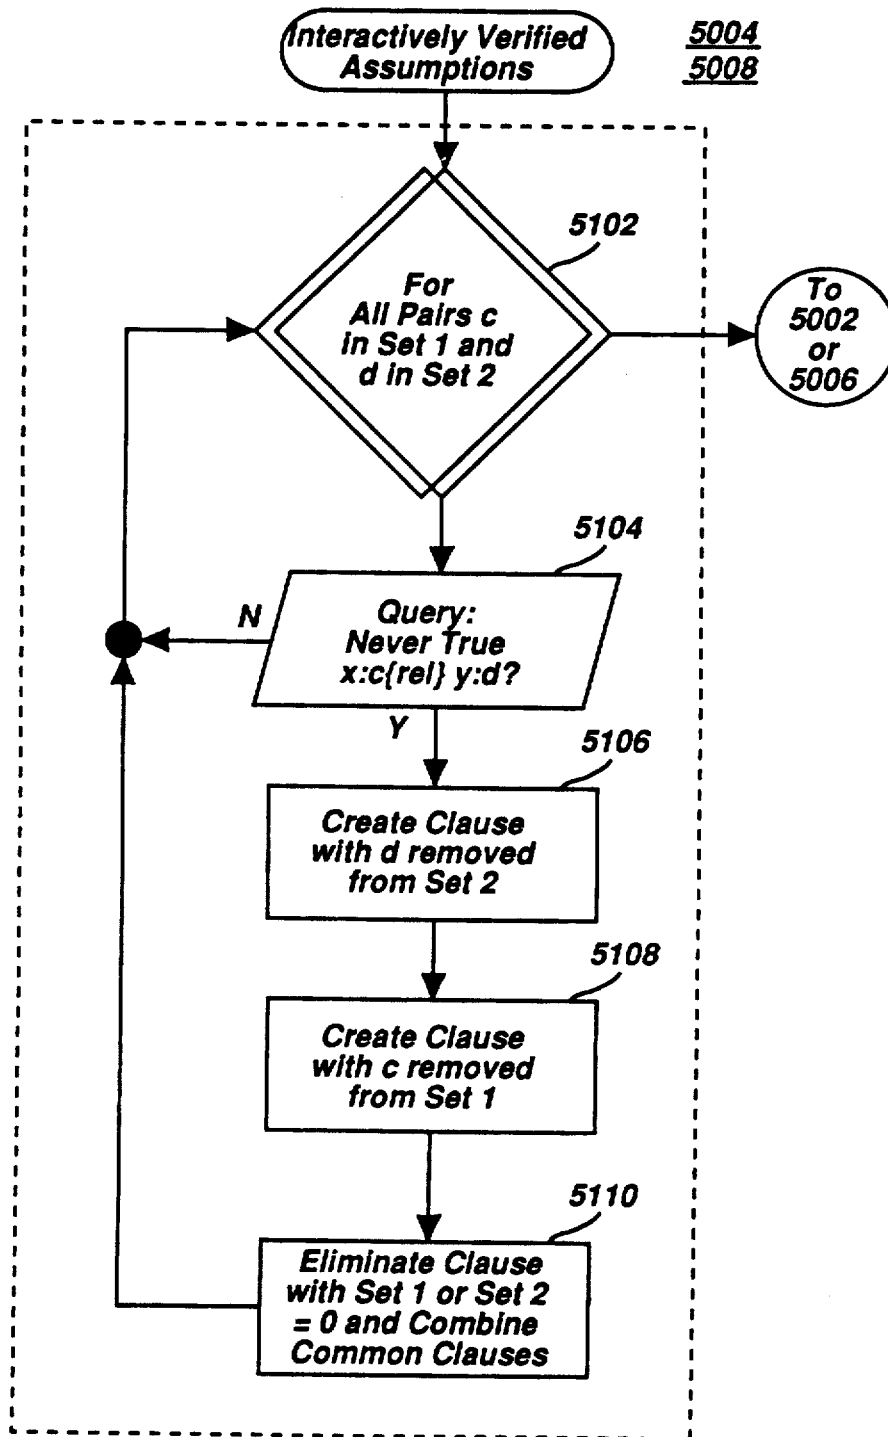 Interactively Verified
Assumptions
5004
5008
5102
For
All Pairs c
in Set 1 and
d in Set 2
To
5002
or
5006
5104
N
Query:
Never True
x:c{rel} y:d?
Y
5106
Create Clause
with d removed
from Set 2
5108
Create Clause
with c removed
from Set 1
5110
Eliminate Clause
with Set 1 or Set 2
= 0 and Combine
Common Clauses